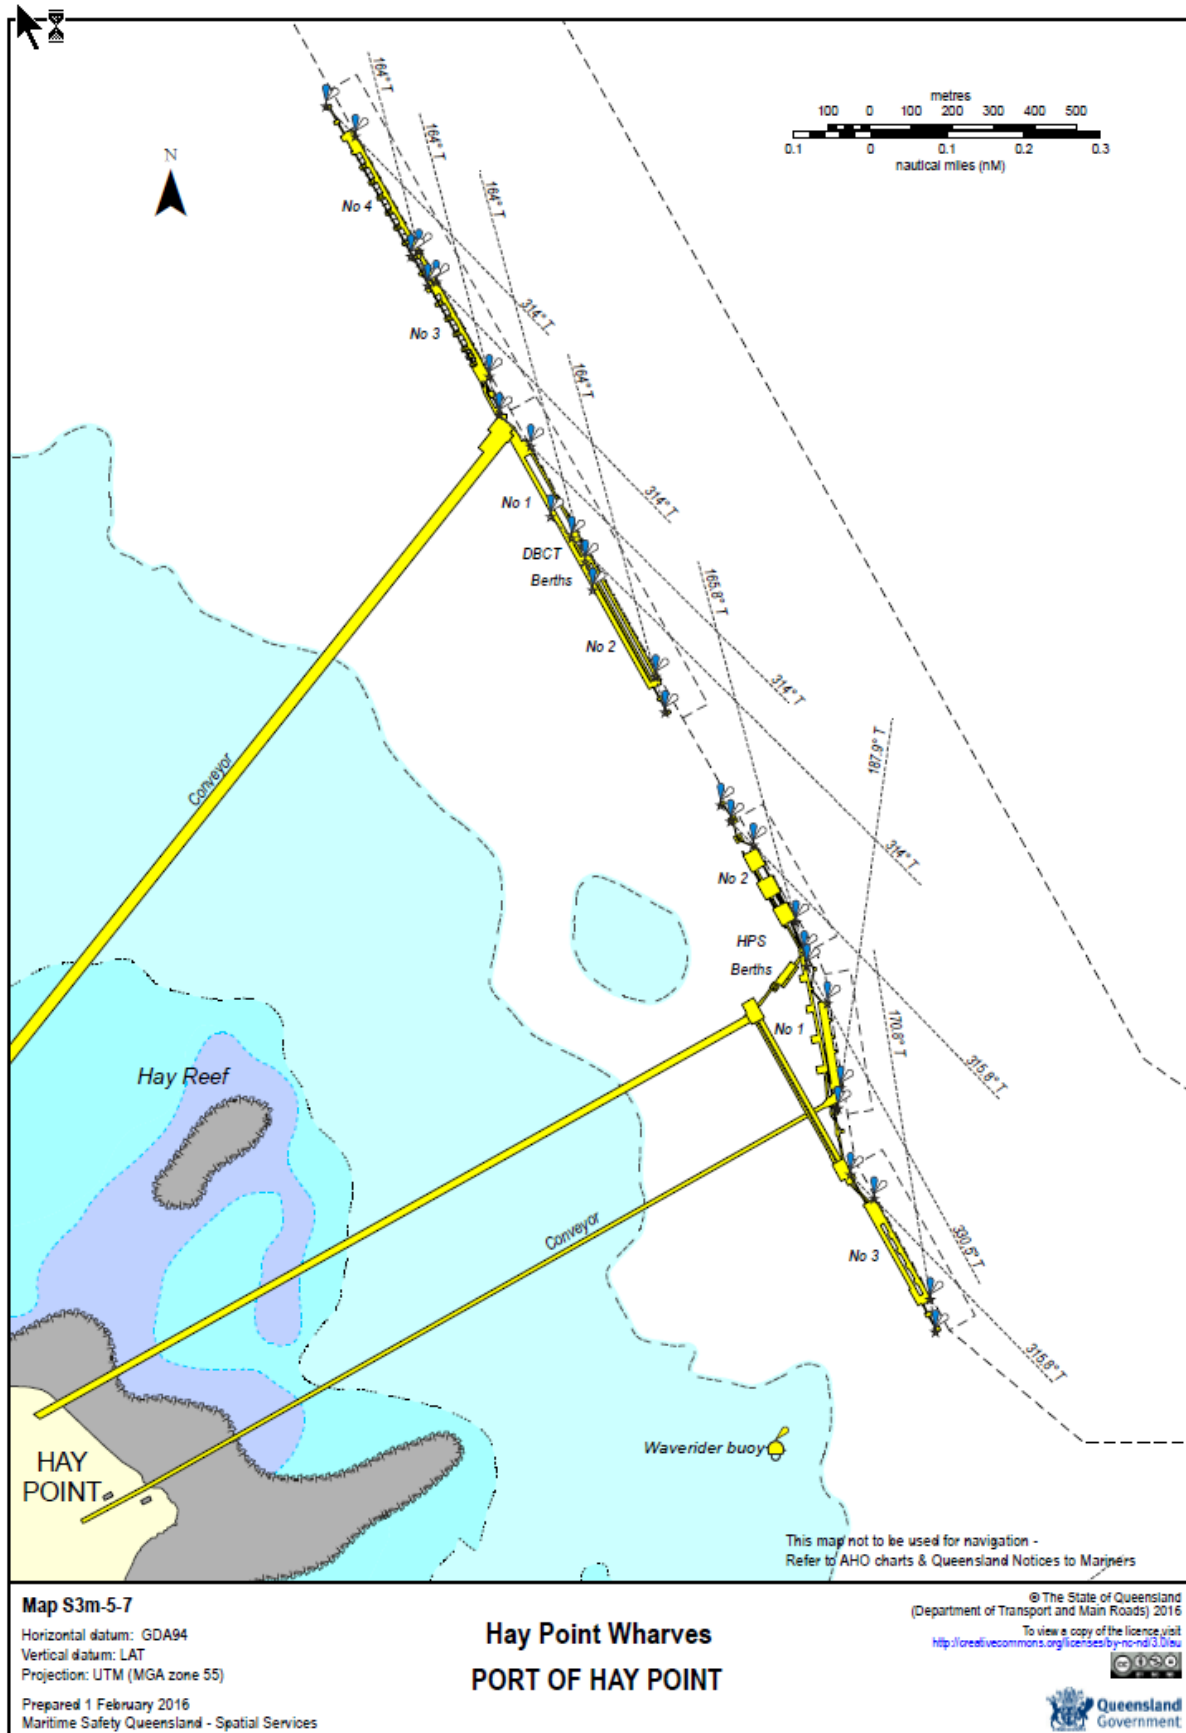 164° T
164° T
164° T
metres
100 0 100 200 300 400 500
0.1 0 0.1 0.2 0.3
nautical miles (nM)
N
No 4
314° T
No 3
164° T
No 1
314° T
DBCT
Berths
165.8° T
No 2
314° T
187.9° T
Conveyor
314° T
No 2
HPS
Berths
No 1
170.8° T
315.8° T
Hay Reef
Conveyor
No 3
330.5° T
315.8° T
Waverider buoy
HAY
POINT
This map not to be used for navigation -
Refer to AHO charts & Queensland Notices to Mariners
Map S3m-5-7
Horizontal datum: GDA94
Vertical datum: LAT
Projection: UTM (MGA zone 55)
Prepared 1 February 2016
Maritime Safety Queensland - Spatial Services
Hay Point Wharves
PORT OF HAY POINT
© The State of Queensland
(Department of Transport and Main Roads) 2016
To view a copy of the licence,visit
http://creativecommons.org/licenses/by-nc-nd/3.0/au
Queensland
Government